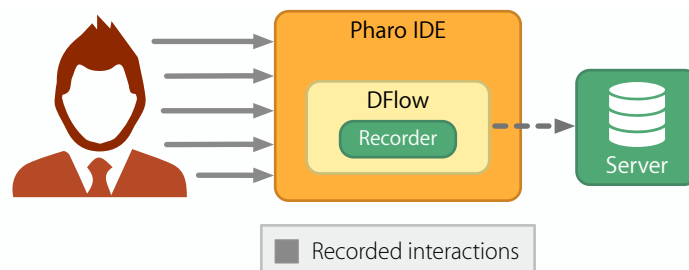 Pharo IDE
DFlow
Recorder
Server
Recorded interactions